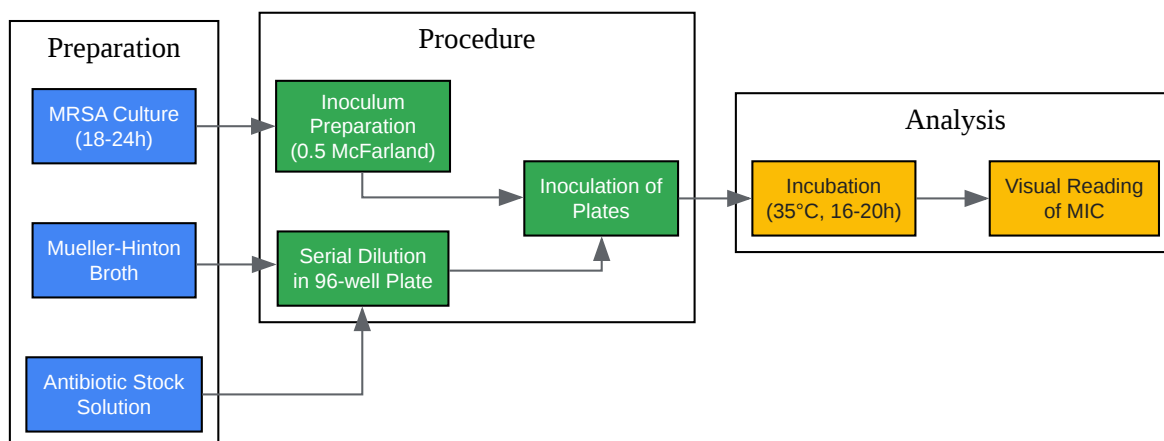 Preparation
MRSA Culture
(18-24h)
Mueller-Hinton
Broth
Antibiotic Stock
Solution
Procedure
Inoculum
Preparation
(0.5 McFarland)
Serial Dilution
in 96-well Plate
Inoculation of
Plates
Analysis
Incubation
(35°C, 16-20h)
Visual Reading
of MIC